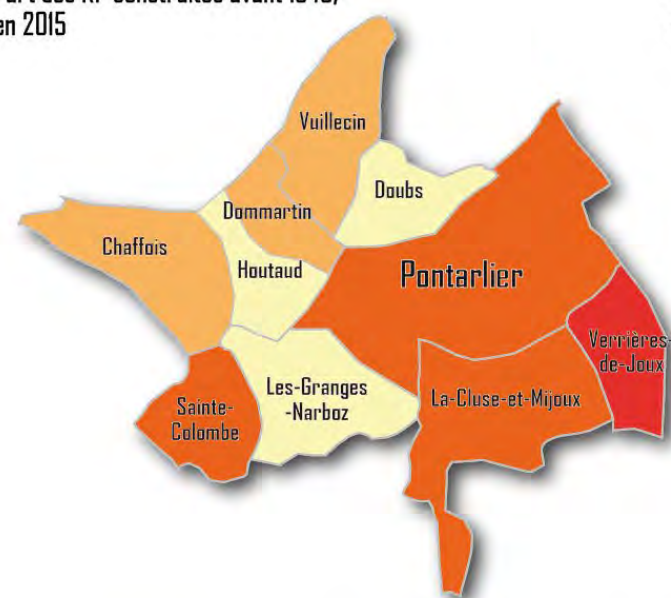 en 2015
Vuillecin
Doubs
Dommartin
Chaffois
Houtaud
Pontarlier
Verrières-
de-Joux
Les-Granges
-Narboz
La-Cluse-et-Mijoux
Sainte-
Colombe